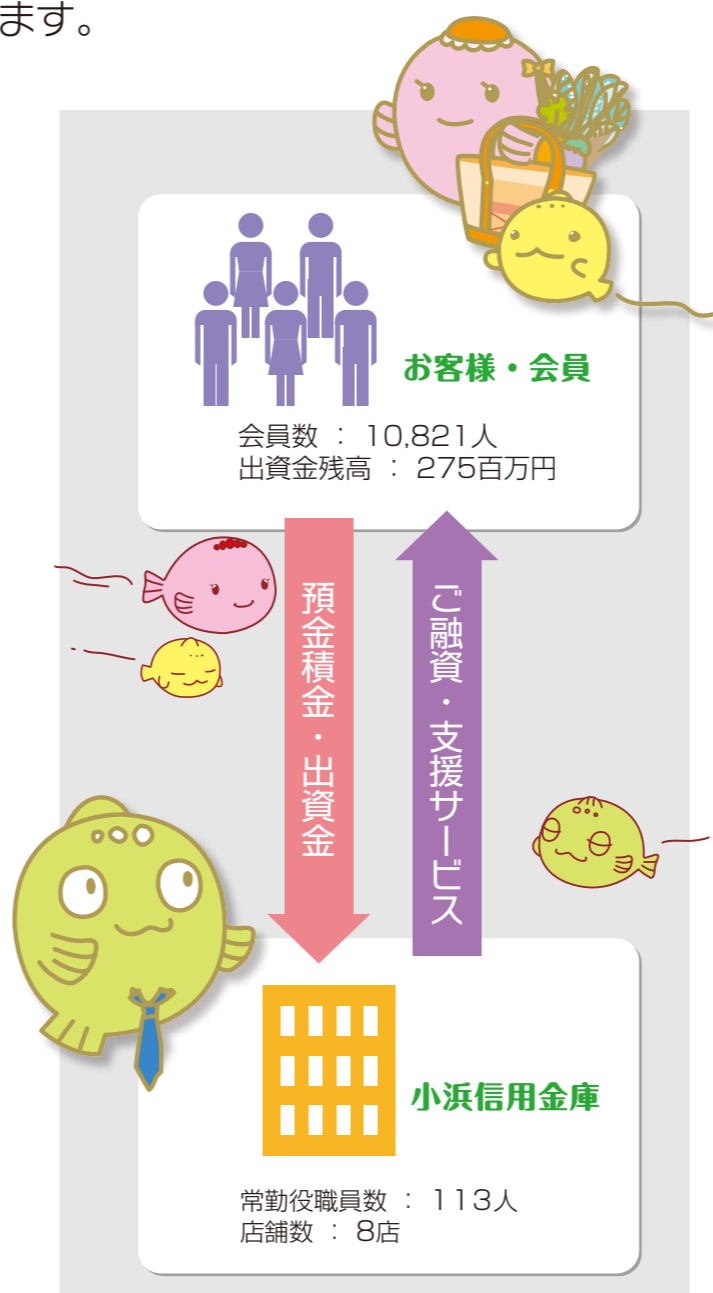 ます。
お客様・会員
会員数 : 10,821人
出資金残高 : 275百万円
預金積金・出資金
ご融資・支援サービス
小浜信用金庫
常勤役職員数 : 113人
店舗数 : 8店